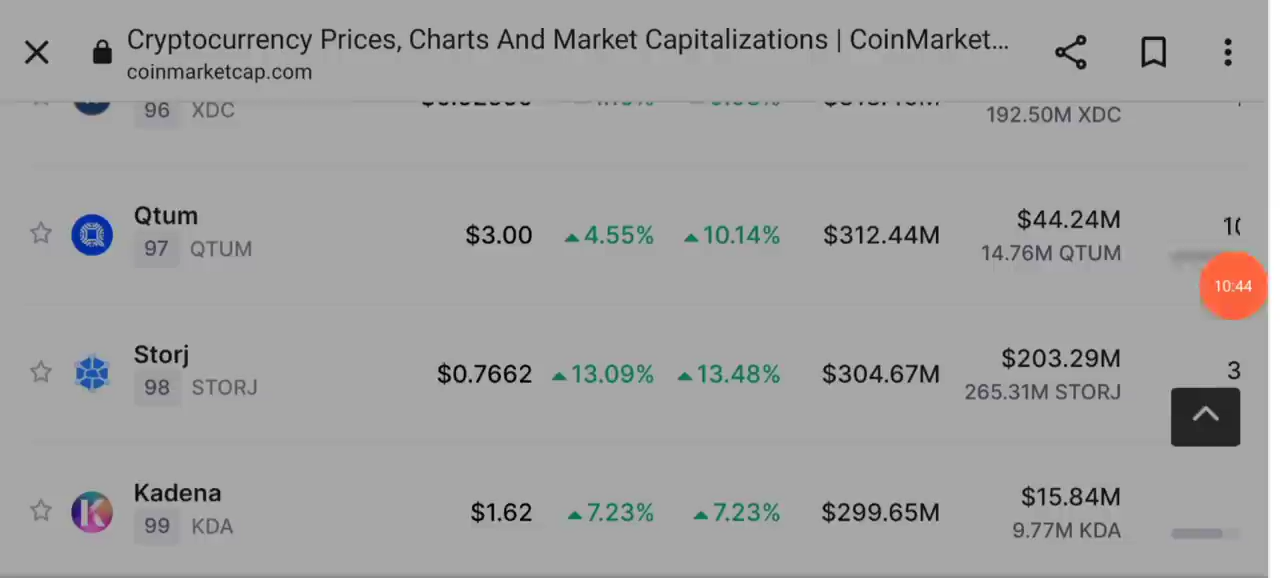 Cryptocurrency Prices, Charts And Market Capitalizations | CoinMarket...
coinmarketcap.com
96 XDC
192.50M XDC
Qtum
97 QTUM
$3.00 4.55% 10.14% $312.44M $44.24M
14.76M QTUM
10:44
Storj
98 STORJ
$0.7662 13.09% 13.48% $304.67M $203.29M 3
265.31M STORJ
Kadena
99 KDA
$1.62 7.23% 7.23% $299.65M $15.84M
9.77M KDA